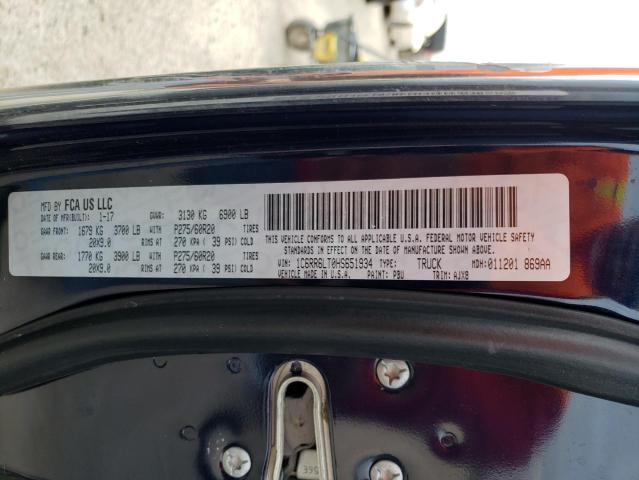 MFD BY FCA US LLC
DATE OF MFR(BUILT): 1-17 GVWR: 3130 KG 6900 LB
GAWR FRONT: 1679 KG 3700 LB WITH P275/60R20 TIRES
20X9.0 RIMS AT 270 KPA ( 39 PSI) COLD
GAWR REAR: 1770 KG 3900 LB WITH P275/60R20 TIRES
20X9.0 RIMS AT 270 KPA ( 39 PSI) COLD
THIS VEHICLE CONFORMS TO ALL APPLICABLE U.S.A. FEDERAL MOTOR VEHICLE SAFETY
STANDARDS IN EFFECT ON THE DATE OF MANUFACTURE SHOWN ABOVE.
VIN: 1C6RR6LT0HS651934 TYPE: TRUCK MDH: 011201 869AA
PAINT: PBU TRIM: AJX8